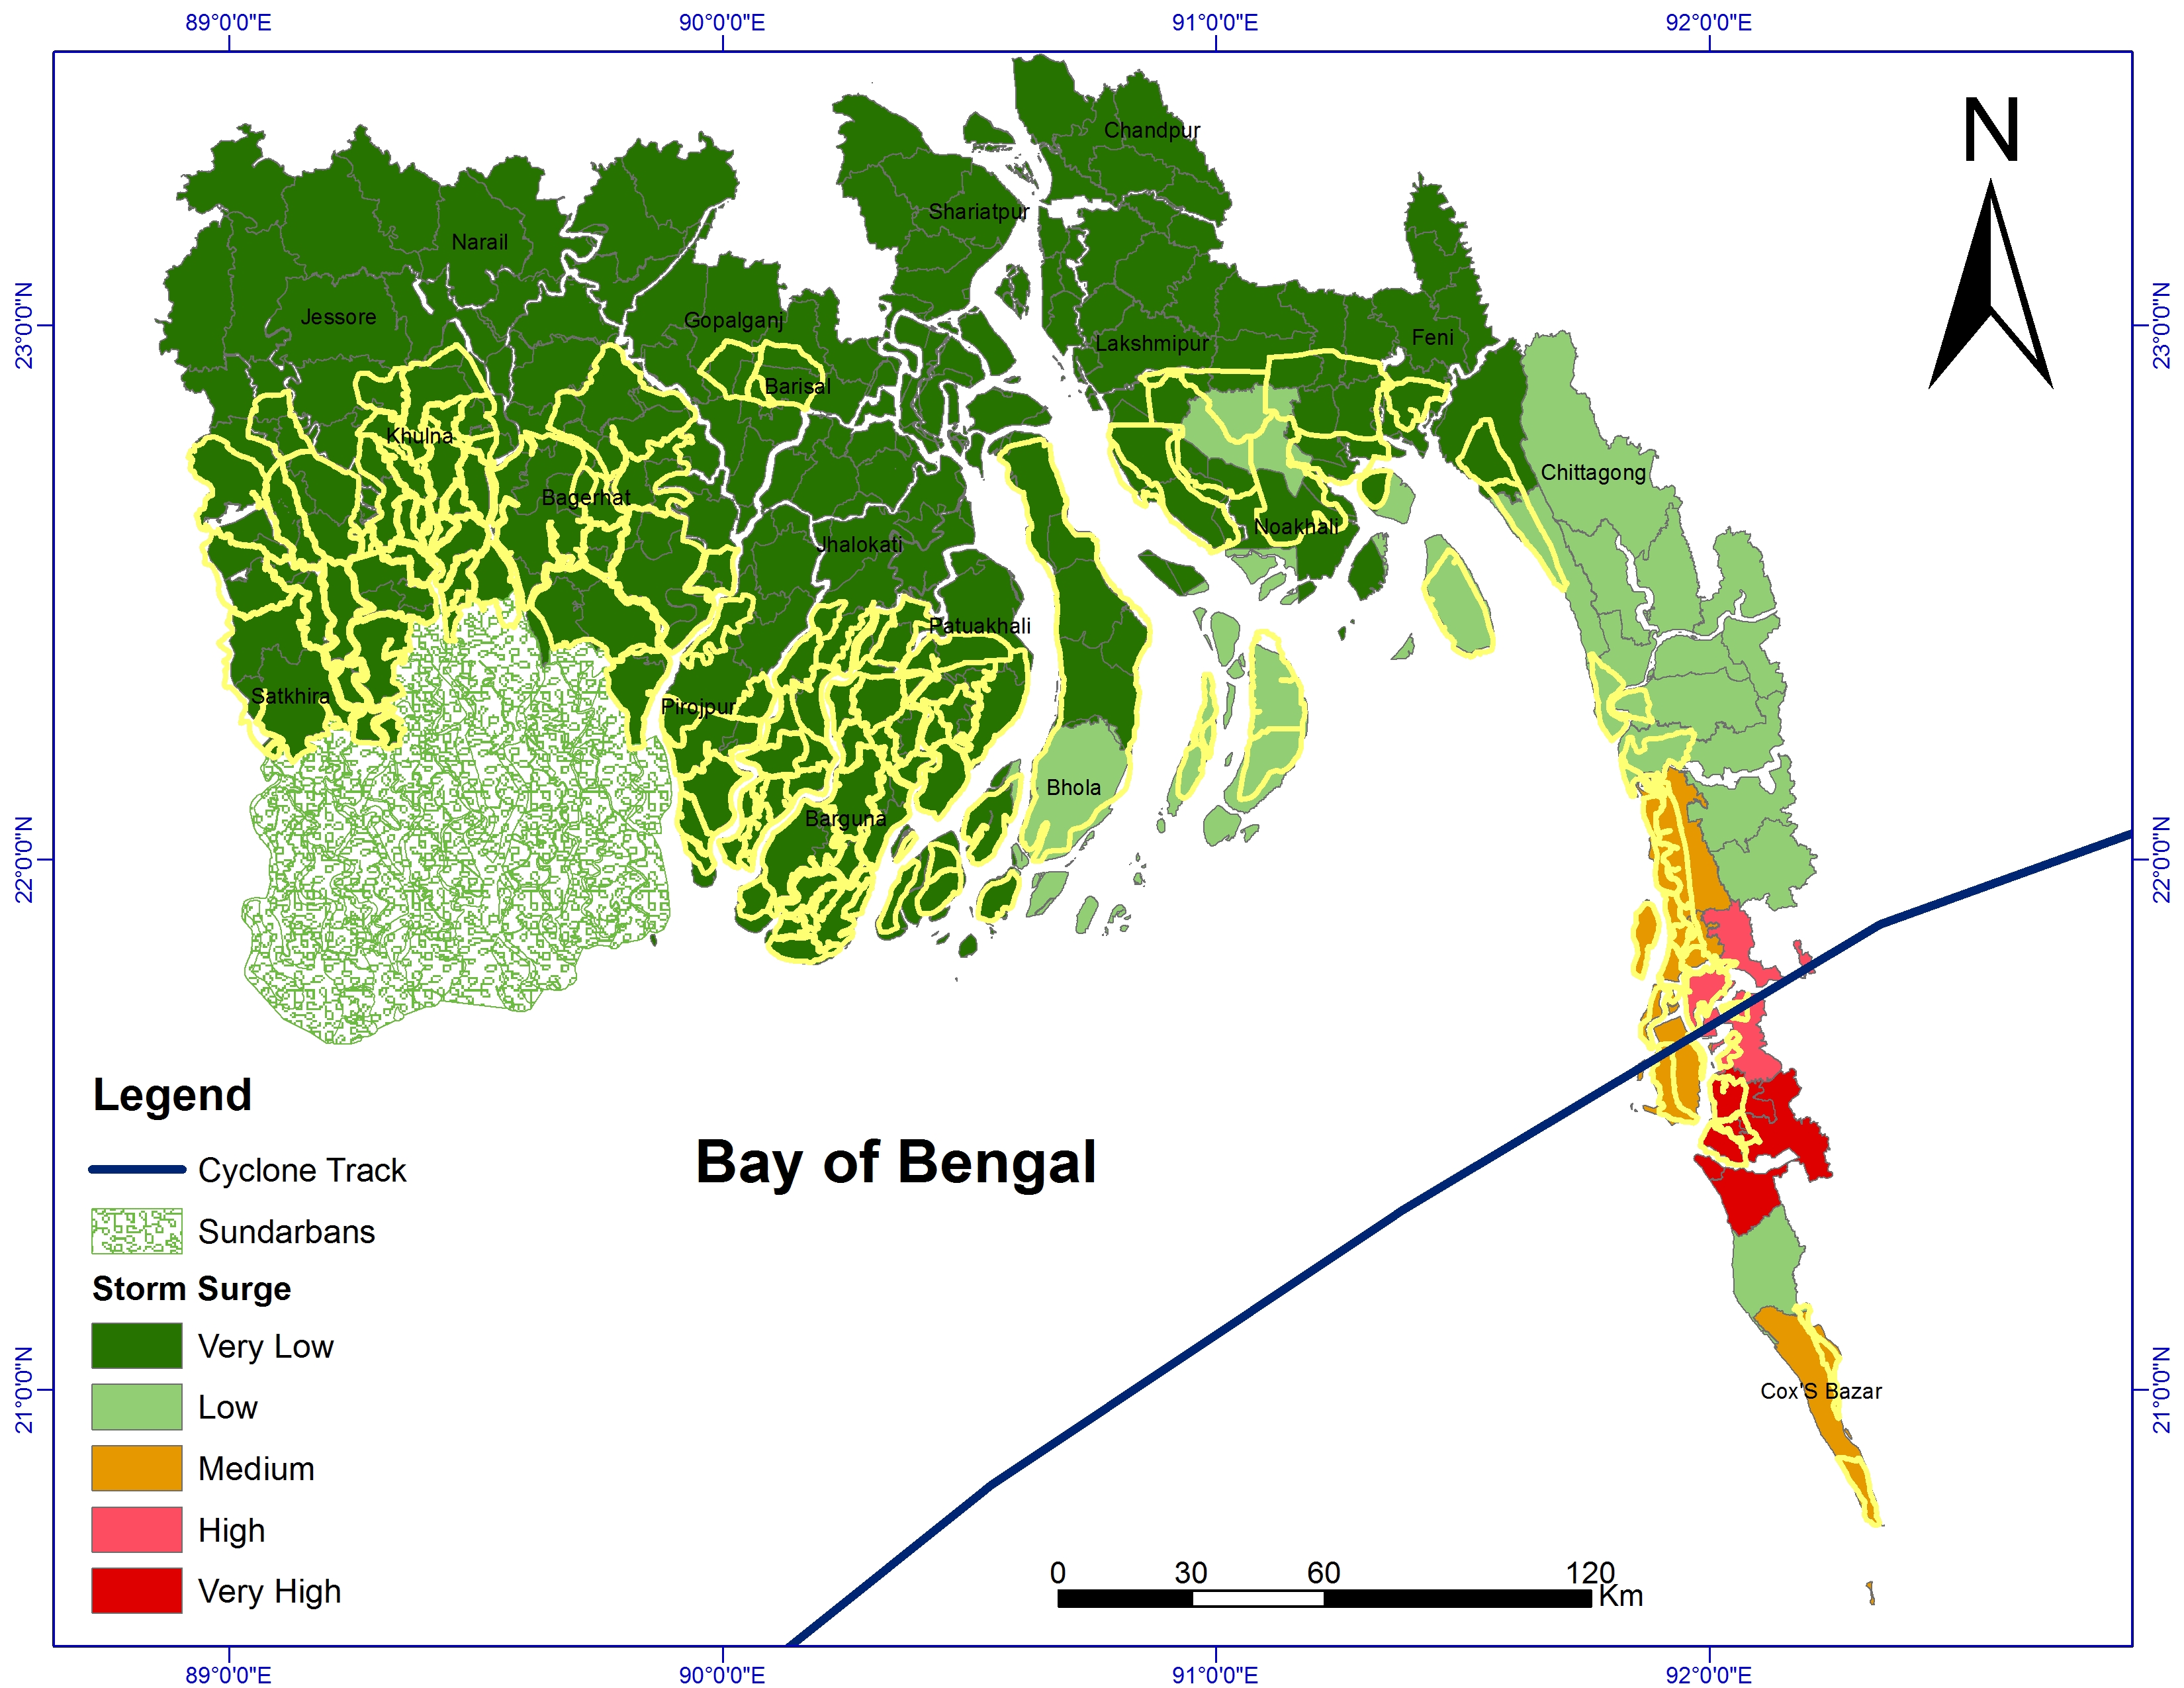 89°0'0"E
90°0'0"E
91°0'0"E
92°0'0"E
N
Chandpur
Shariatpur
Narail
23°0'0"N
23°0'0"N
Jessore
Gopalganj
Lakshmipur
Feni
Barisal
Khulna
Chittagong
Bagerhat
Noakhali
Jhalokati
Patuakhali
Satkhira
Pirojpur
Bhola
Barguna
22°0'0"N
22°0'0"N
Legend
Bay of Bengal
Cyclone Track
Sundarbans
Storm Surge
Very Low
Low
Medium
High
Very High
21°0'0"N
21°0'0"N
Cox'S Bazar
0 30 60 120
Km
89°0'0"E
90°0'0"E
91°0'0"E
92°0'0"E